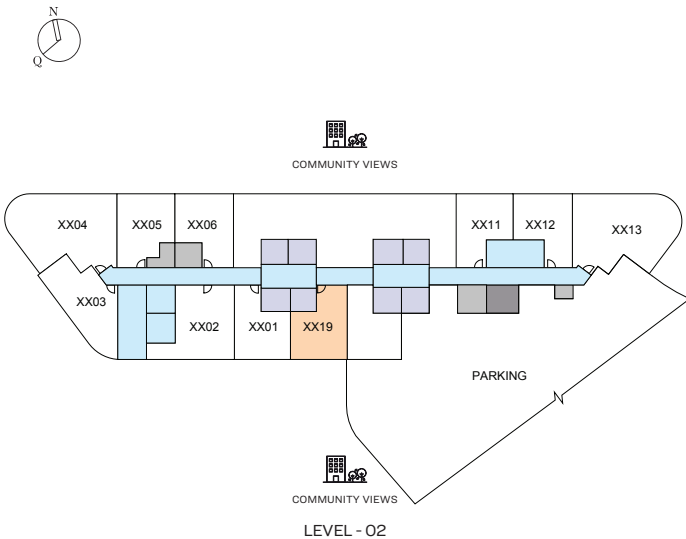 N
Q
COMMUNITY VIEWS
XX04
XX05
XX06
XX11
XX12
XX13
XX03
XX02
XX01
XX19
PARKING
N
COMMUNITY VIEWS
LEVEL - 02